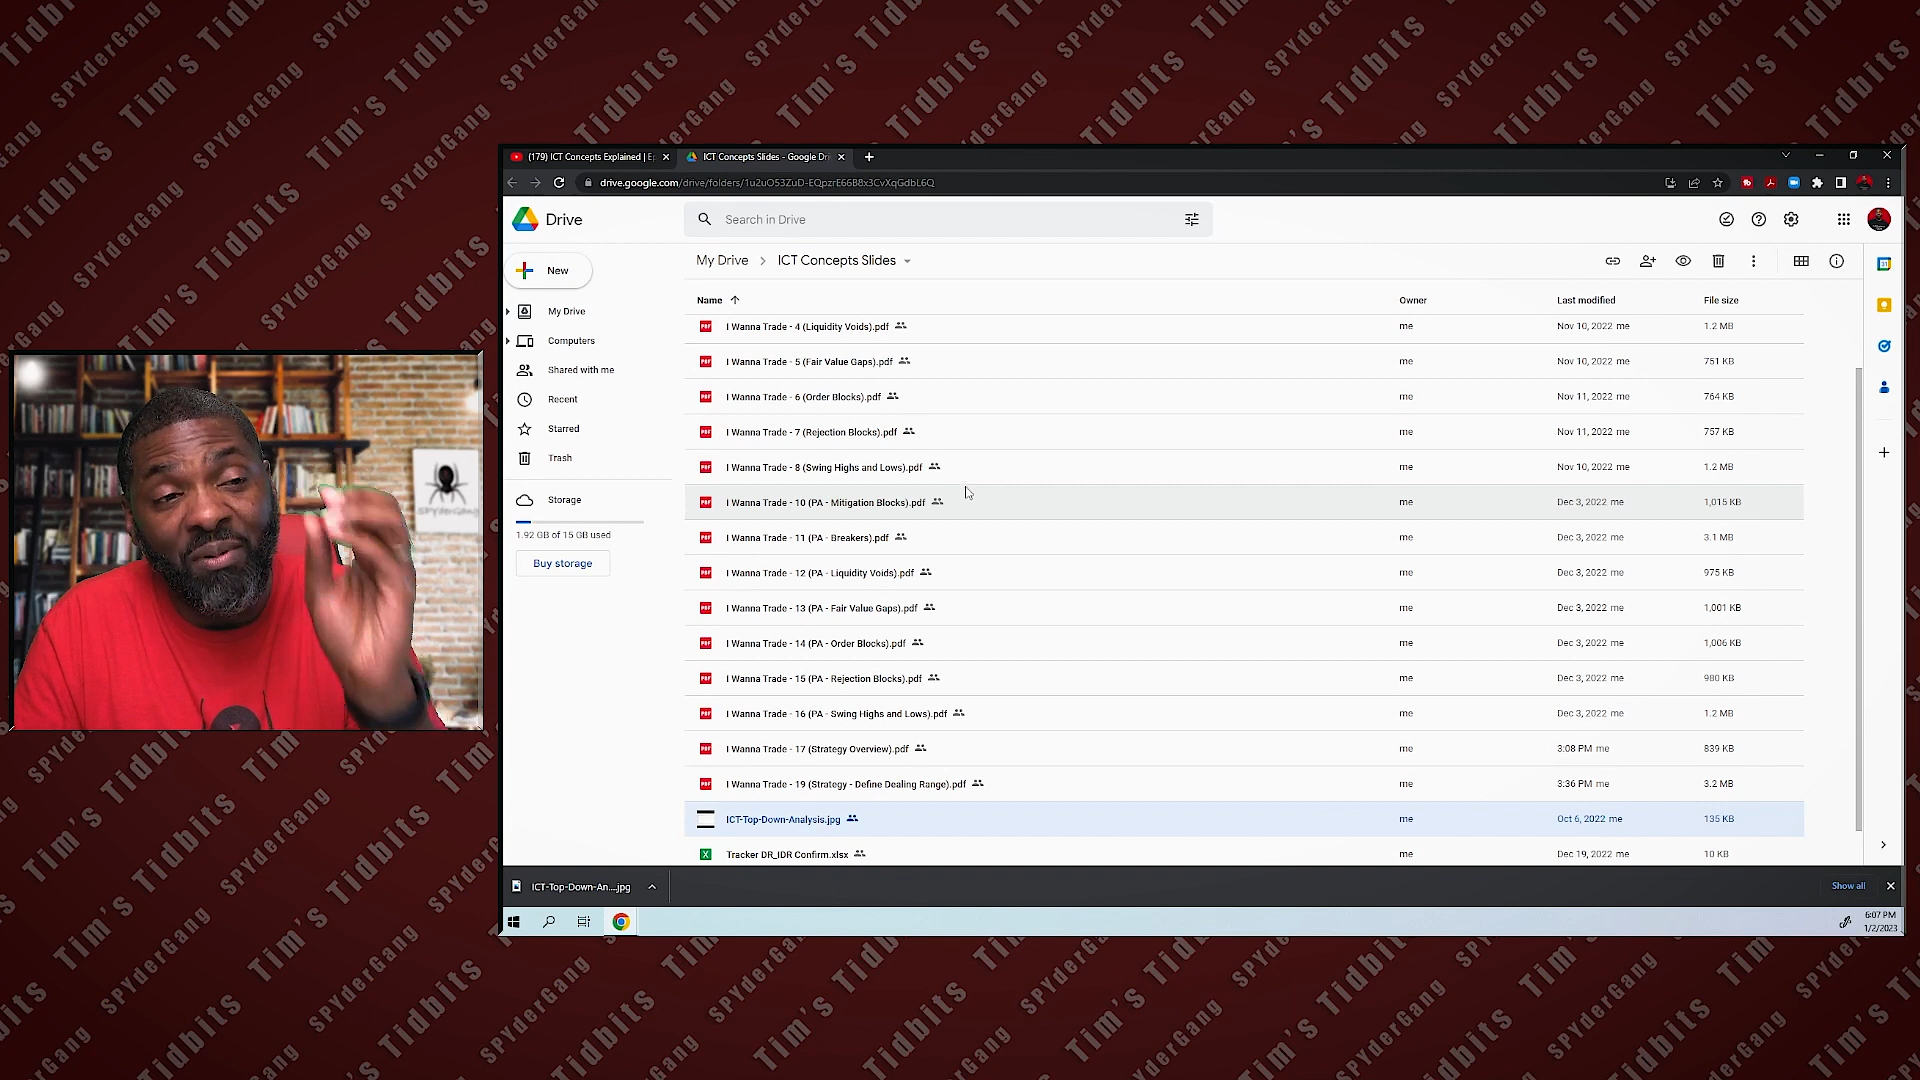 Tim's Tidbits
SPYderGang
(179) ICT Concepts Explained | E
ICT Concepts Slides - Google Dri
drive.google.com/drive/folders/1u2uO53ZuD-EQpzrE66B8x3CvXqGdbL6Q
Drive
Search in Drive
New
My Drive
Computers
Shared with me
Recent
Starred
Trash
Storage
1.92 GB of 15 GB used
Buy storage
My Drive > ICT Concepts Slides
Name Owner Last modified File size
I Wanna Trade - 4 (Liquidity Voids).pdf me Nov 10, 2022 me 1.2 MB
I Wanna Trade - 5 (Fair Value Gaps).pdf me Nov 10, 2022 me 751 KB
I Wanna Trade - 6 (Order Blocks).pdf me Nov 11, 2022 me 764 KB
I Wanna Trade - 7 (Rejection Blocks).pdf me Nov 11, 2022 me 757 KB
I Wanna Trade - 8 (Swing Highs and Lows).pdf me Nov 10, 2022 me 1.2 MB
I Wanna Trade - 10 (PA - Mitigation Blocks).pdf me Dec 3, 2022 me 1,015 KB
I Wanna Trade - 11 (PA - Breakers).pdf me Dec 3, 2022 me 3.1 MB
I Wanna Trade - 12 (PA - Liquidity Voids).pdf me Dec 3, 2022 me 975 KB
I Wanna Trade - 13 (PA - Fair Value Gaps).pdf me Dec 3, 2022 me 1,001 KB
I Wanna Trade - 14 (PA - Order Blocks).pdf me Dec 3, 2022 me 1,006 KB
I Wanna Trade - 15 (PA - Rejection Blocks).pdf me Dec 3, 2022 me 980 KB
I Wanna Trade - 16 (PA - Swing Highs and Lows).pdf me Dec 3, 2022 me 1.2 MB
I Wanna Trade - 17 (Strategy Overview).pdf me 3:08 PM me 839 KB
I Wanna Trade - 19 (Strategy - Define Dealing Range).pdf me 3:36 PM me 3.2 MB
ICT-Top-Down-Analysis.jpg me Oct 6, 2022 me 135 KB
Tracker DR_IDR Confirm.xlsx me Dec 19, 2022 me 10 KB
ICT-Top-Down-An....jpg
Show all
6:07 PM
1/2/2023
SPYderGang